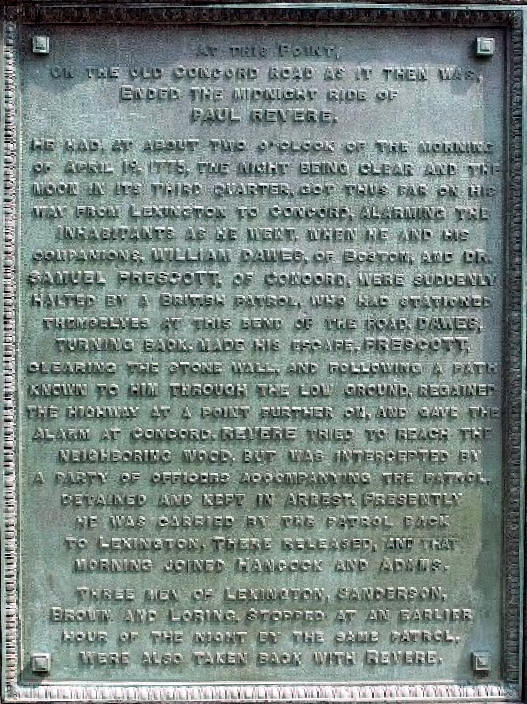 AT THIS POINT,
ON THE OLD CONCORD ROAD AS IT THEN WAS,
ENDED THE MIDNIGHT RIDE OF
PAUL REVERE.
HE HAD, AT ABOUT TWO O'CLOCK OF THE MORNING
OF APRIL 19, 1775, THE NIGHT BEING CLEAR AND THE
MOON IN ITS THIRD QUARTER, GOT THUS FAR ON HIS
WAY FROM LEXINGTON TO CONCORD, ALARMING THE
INHABITANTS AS HE WENT, WHEN HE AND HIS
COMPANIONS, WILLIAM DAWES, OF BOSTON, AND DR.
SAMUEL PRESCOTT, OF CONCORD, WERE SUDDENLY
HALTED BY A BRITISH PATROL, WHO HAD STATIONED
THEMSELVES AT THIS BEND OF THE ROAD. DAWES,
TURNING BACK, MADE HIS ESCAPE. PRESCOTT,
CLEARING THE STONE WALL, AND FOLLOWING A PATH
KNOWN TO HIM THROUGH THE LOW GROUND, REGAINED
THE HIGHWAY AT A POINT FURTHER ON, AND GAVE THE
ALARM AT CONCORD. REVERE TRIED TO REACH THE
NEIGHBORING WOOD, BUT WAS INTERCEPTED BY
A PARTY OF OFFICERS ACCOMPANYING THE PATROL,
DETAINED AND KEPT IN ARREST. PRESENTLY
HE WAS CARRIED BY THE PATROL BACK
TO LEXINGTON, THERE RELEASED, AND THAT
MORNING JOINED HANCOCK AND ADAMS.
THREE MEN OF LEXINGTON, SANDERSON,
BROWN AND LORING, STOPPED AT AN EARLIER
HOUR OF THE NIGHT BY THE SAME PATROL,
WERE ALSO TAKEN BACK WITH REVERE.